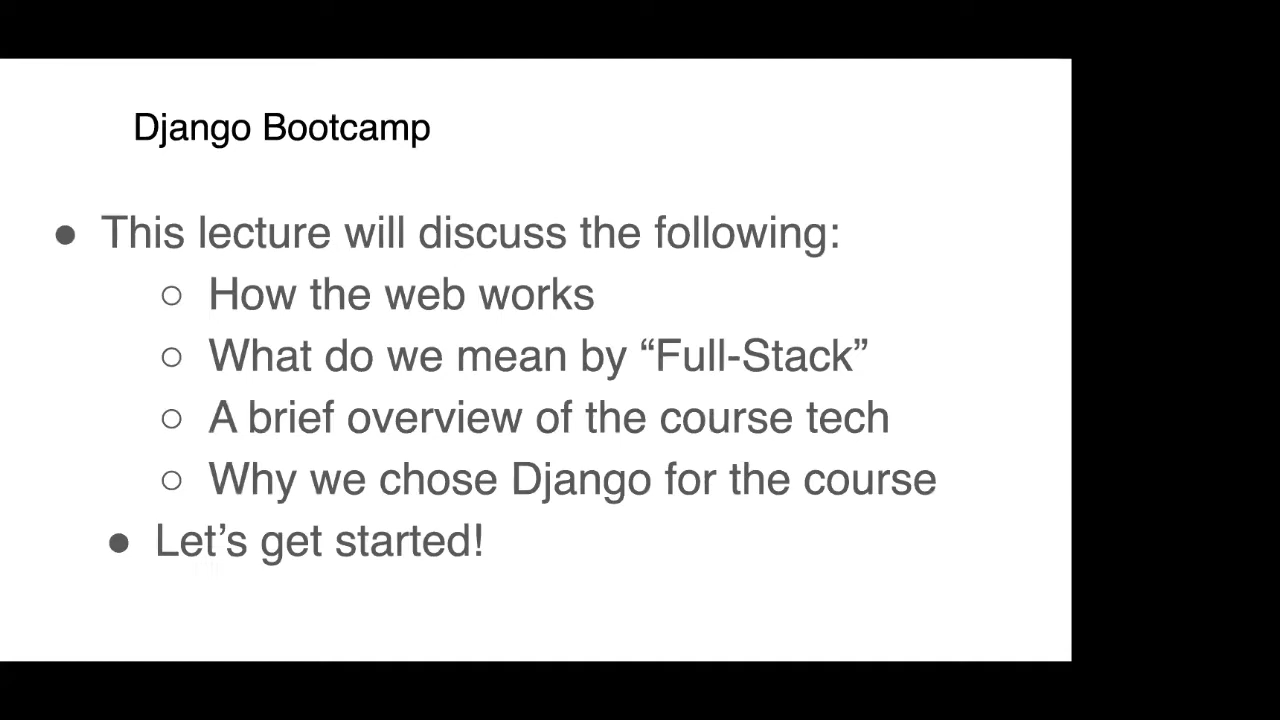 Django Bootcamp
● This lecture will discuss the following:
○ How the web works
○ What do we mean by “Full-Stack”
○ A brief overview of the course tech
○ Why we chose Django for the course
● Let’s get started!